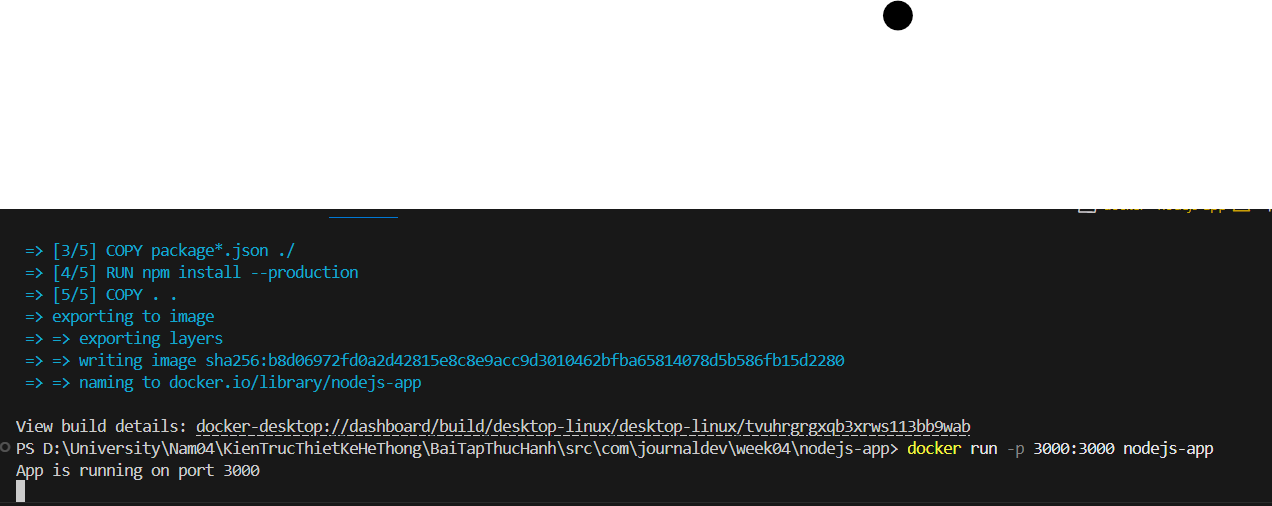 => [3/5] COPY package*.json ./
=> [4/5] RUN npm install --production
=> [5/5] COPY . .
=> exporting to image
=> => exporting layers
=> => writing image sha256:b8d06972fd0a2d42815e8c8e9acc9d3010462bfba65814078d5b586fb15d2280
=> => naming to docker.io/library/nodejs-app
View build details: docker-desktop://dashboard/build/desktop-linux/desktop-linux/tvuhrgrgxqb3xrws113bb9wab
PS D:\University\Nam04\KienTrucThietKeHeThong\BaiTapThucHanh\src\com\journaldev\week04\nodejs-app> docker run -p 3000:3000 nodejs-app
App is running on port 3000